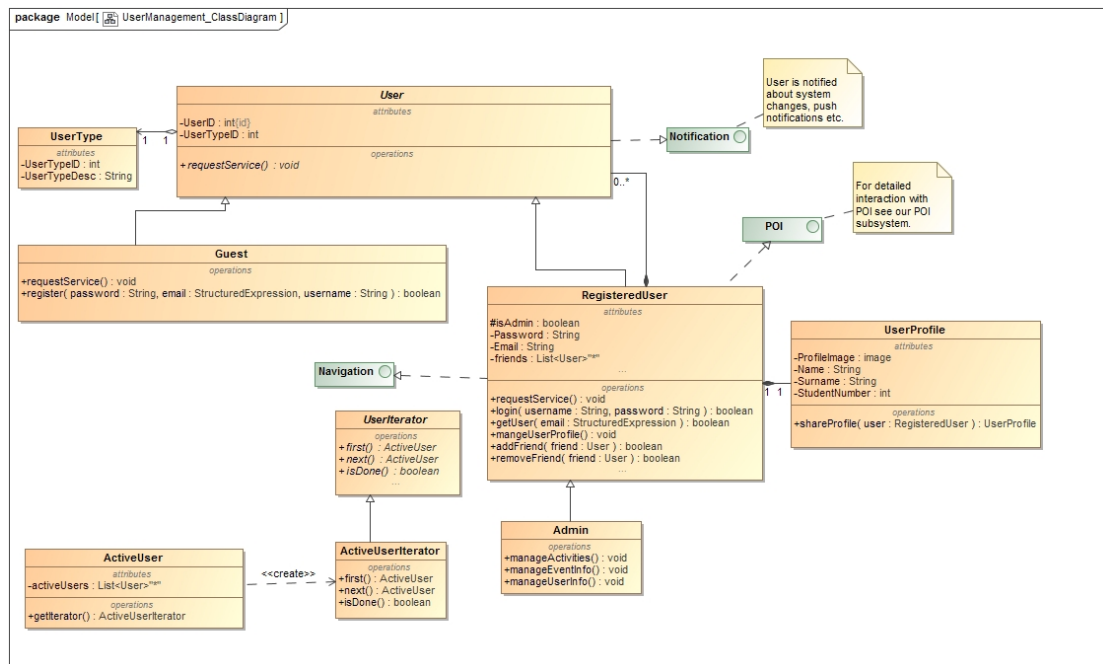 package Model[ UserManagement_ClassDiagram ]
User is notified
about system
changes, push
notifications etc.
User
attributes
-UserID : int{id}
-UserTypeID : int
operations
+requestService() : void
UserType
attributes
-UserTypeID : int
-UserTypeDesc : String
1
1
Notification
0..*
For detailed
interaction with
POI see our POI
subsystem.
POI
Guest
operations
+requestService() : void
+register( password : String, email : StructuredExpression, username : String ) : boolean
RegisteredUser
attributes
#isAdmin : boolean
-Password : String
-Email : String
-friends : List<User>"*"
...
operations
+requestService() : void
+login( username : String, password : String ) : boolean
+getUser( email : StructuredExpression ) : boolean
+mangeUserProfile() : void
+addFriend( friend : User ) : boolean
+removeFriend( friend : User ) : boolean
...
UserProfile
attributes
-ProfileImage : image
-Name : String
-Surname : String
-StudentNumber : int
operations
+shareProfile( user : RegisteredUser ) : UserProfile
1
1
Navigation
UserIterator
operations
+first() : ActiveUser
+next() : ActiveUser
+isDone() : boolean
...
Admin
operations
+manageActivities() : void
+manageEventInfo() : void
+manageUserInfo() : void
ActiveUser
attributes
-activeUsers : List<User>"*"
operations
+getIterator() : ActiveUserIterator
<<create>>
ActiveUserIterator
operations
+first() : ActiveUser
+next() : ActiveUser
+isDone() : boolean